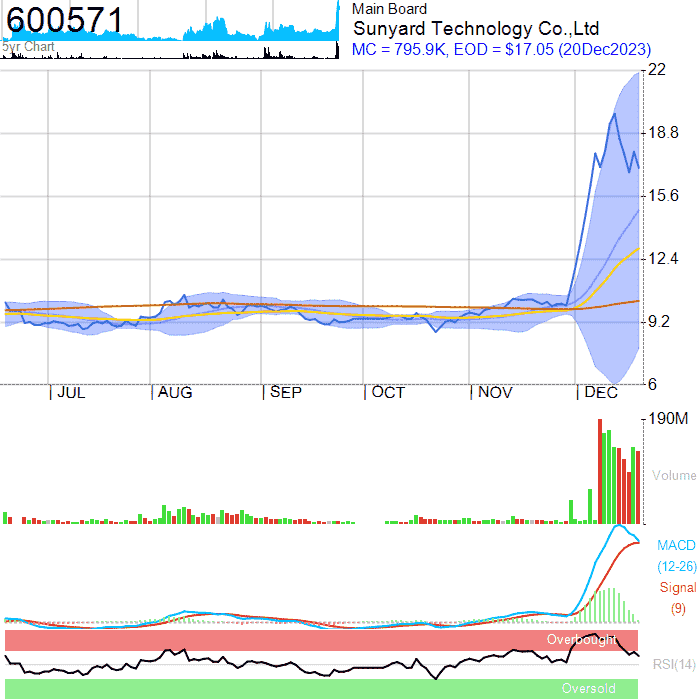 600571
5yr Chart
Main Board
Sunyard Technology Co.,Ltd
MC = 795.9K, EOD = $17.05 (20Dec2023)
22
18.8
15.6
12.4
9.2
6
JUL AUG SEP OCT NOV DEC
190M
Volume
MACD
(12-26)
Signal
(9)
Overbought
RSI(14)
Oversold